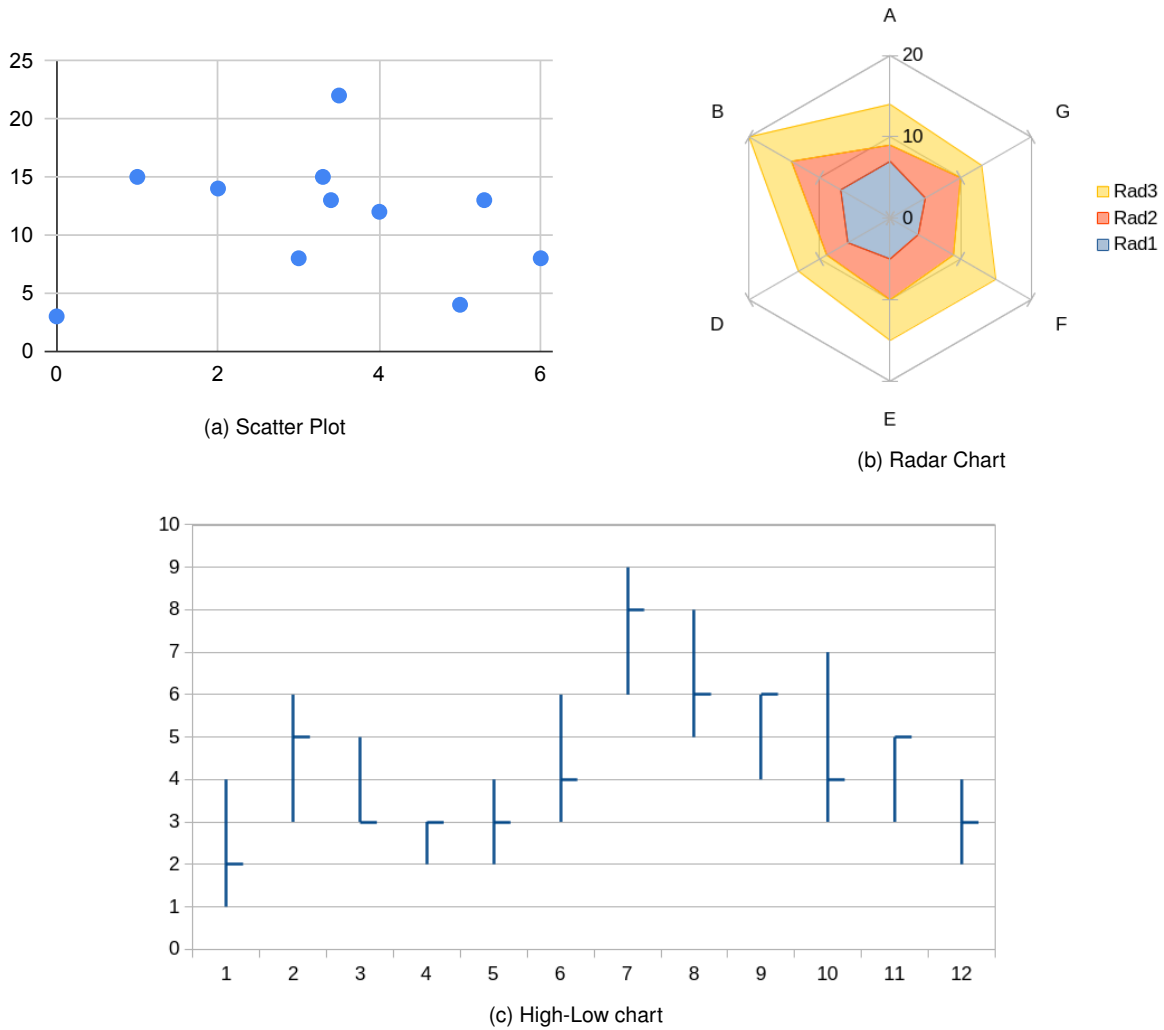 25
20
15
10
5
0
0 2 4 6
(a) Scatter Plot
A
20
B G
10
Rad3
0 Rad2
Rad1
D F
E
(b) Radar Chart
10
9
8
7
6
5
4
3
2
1
0
1 2 3 4 5 6 7 8 9 10 11 12
(c) High-Low chart